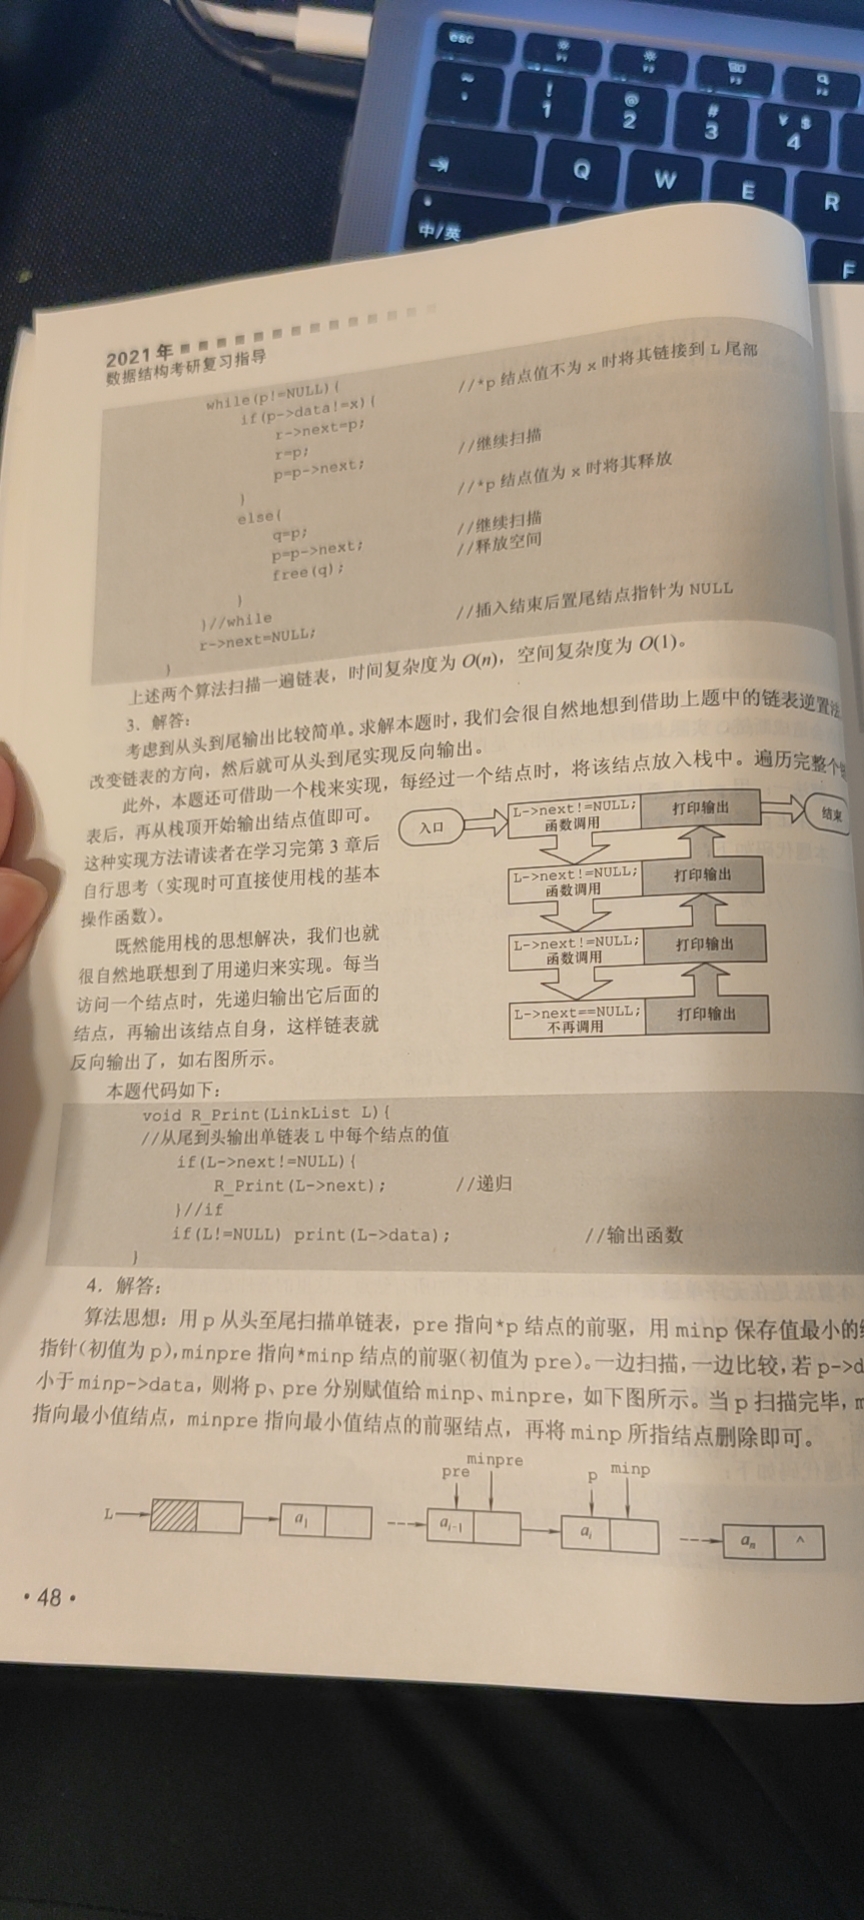 esc
F1
F2
F3
F4
~
!
1
@
2
#
3
¥ $
4
Q
W
E
R
中/英
F
2021年
数据结构考研复习指导
while(p!=NULL){
if(p->data!=x){ //*p 结点值不为 x 时将其链接到 L 尾部
r->next=p;
r=p;
p=p->next; //继续扫描
}
else{ //*p 结点值为 x 时将其释放
q=p;
p=p->next; //继续扫描
free(q); //释放空间
}
}//while
r->next=NULL; //插入结束后置尾结点指针为 NULL
}
上述两个算法扫描一遍链表，时间复杂度为 O(n)，空间复杂度为 O(1)。
3. 解答：
考虑到从头到尾输出比较简单。求解本题时，我们会很自然地想到借助上题中的链表逆置法
改变链表的方向，然后就可从头到尾实现反向输出。
此外，本题还可借助一个栈来实现，每经过一个结点时，将该结点放入栈中。遍历完整个
表后，再从栈顶开始输出结点值即可。
这种实现方法请读者在学习完第 3 章后
自行思考（实现时可直接使用栈的基本
操作函数）。
既然能用栈的思想解决，我们也就
很自然地联想到了用递归来实现。每当
访问一个结点时，先递归输出它后面的
结点，再输出该结点自身，这样链表就
反向输出了，如右图所示。
入口
L->next!=NULL;
函数调用
打印输出
结束
L->next!=NULL;
函数调用
打印输出
L->next!=NULL;
函数调用
打印输出
L->next==NULL;
不再调用
打印输出
本题代码如下：
void R_Print(LinkList L){
//从尾到头输出单链表 L 中每个结点的值
if(L->next!=NULL){
R_Print(L->next); //递归
}//if
if(L!=NULL) print(L->data); //输出函数
}
4. 解答：
算法思想：用 p 从头至尾扫描单链表，pre 指向*p 结点的前驱，用 minp 保存值最小的
指针(初值为 p),minpre 指向*minp 结点的前驱(初值为 pre)。一边扫描，一边比较，若 p->d
小于 minp->data，则将 p、pre 分别赋值给 minp、minpre，如下图所示。当 p 扫描完毕，m
指向最小值结点，minpre 指向最小值结点的前驱结点，再将 minp 所指结点删除即可。
pre
minpre
p
minp
L
a1
ai-1
ai
an
^
·48·